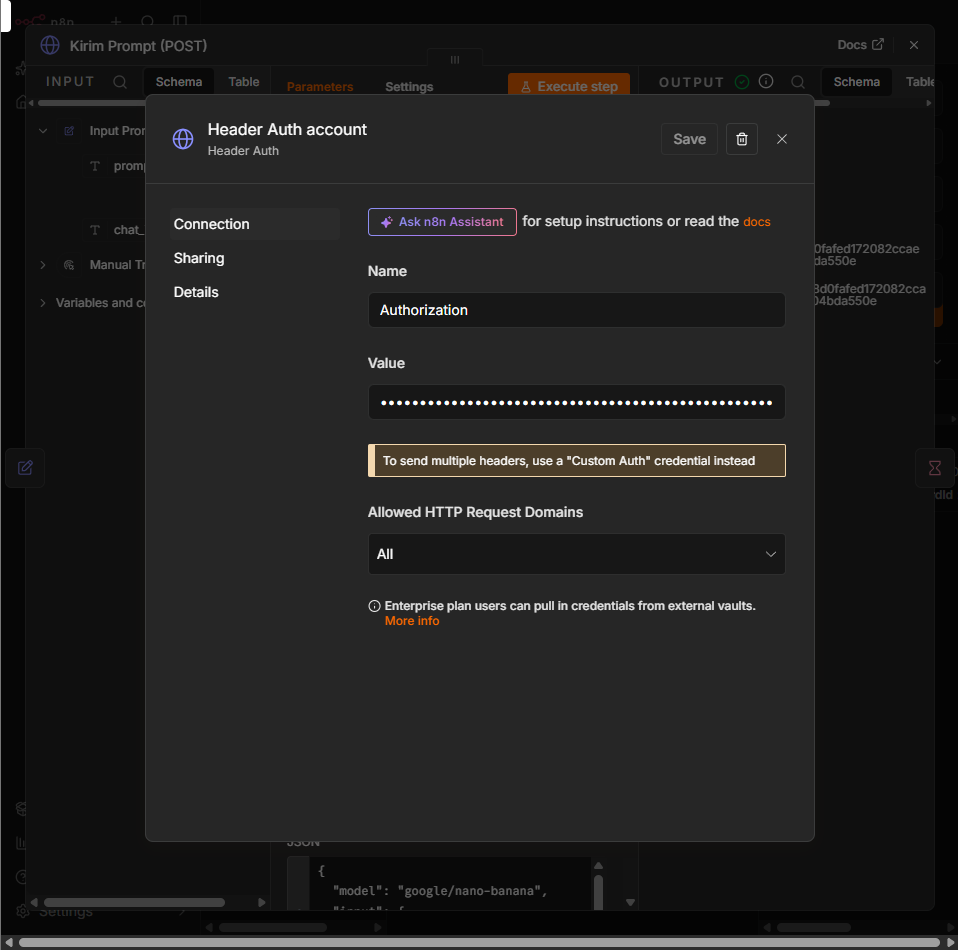 n8n
Kirim Prompt (POST)
Docs
INPUT
Schema
Table
Parameters
Settings
Execute step
OUTPUT
Schema
Table
Header Auth account
Header Auth
Save
Input Pro
promp
chat_
Manual Tr
Variables and co
Connection
Sharing
Details
Ask n8n Assistant for setup instructions or read the docs
Name
Authorization
Value
••••••••••••••••••••••••••••••••••••••••••••••••••
To send multiple headers, use a "Custom Auth" credential instead
Allowed HTTP Request Domains
All
Enterprise plan users can pull in credentials from external vaults.
More info
0fafed172082ccae
da550e
8d0fafed172082cca
04bda550e
JSON
{
"model": "google/nano-banana",
"input": {
Settings